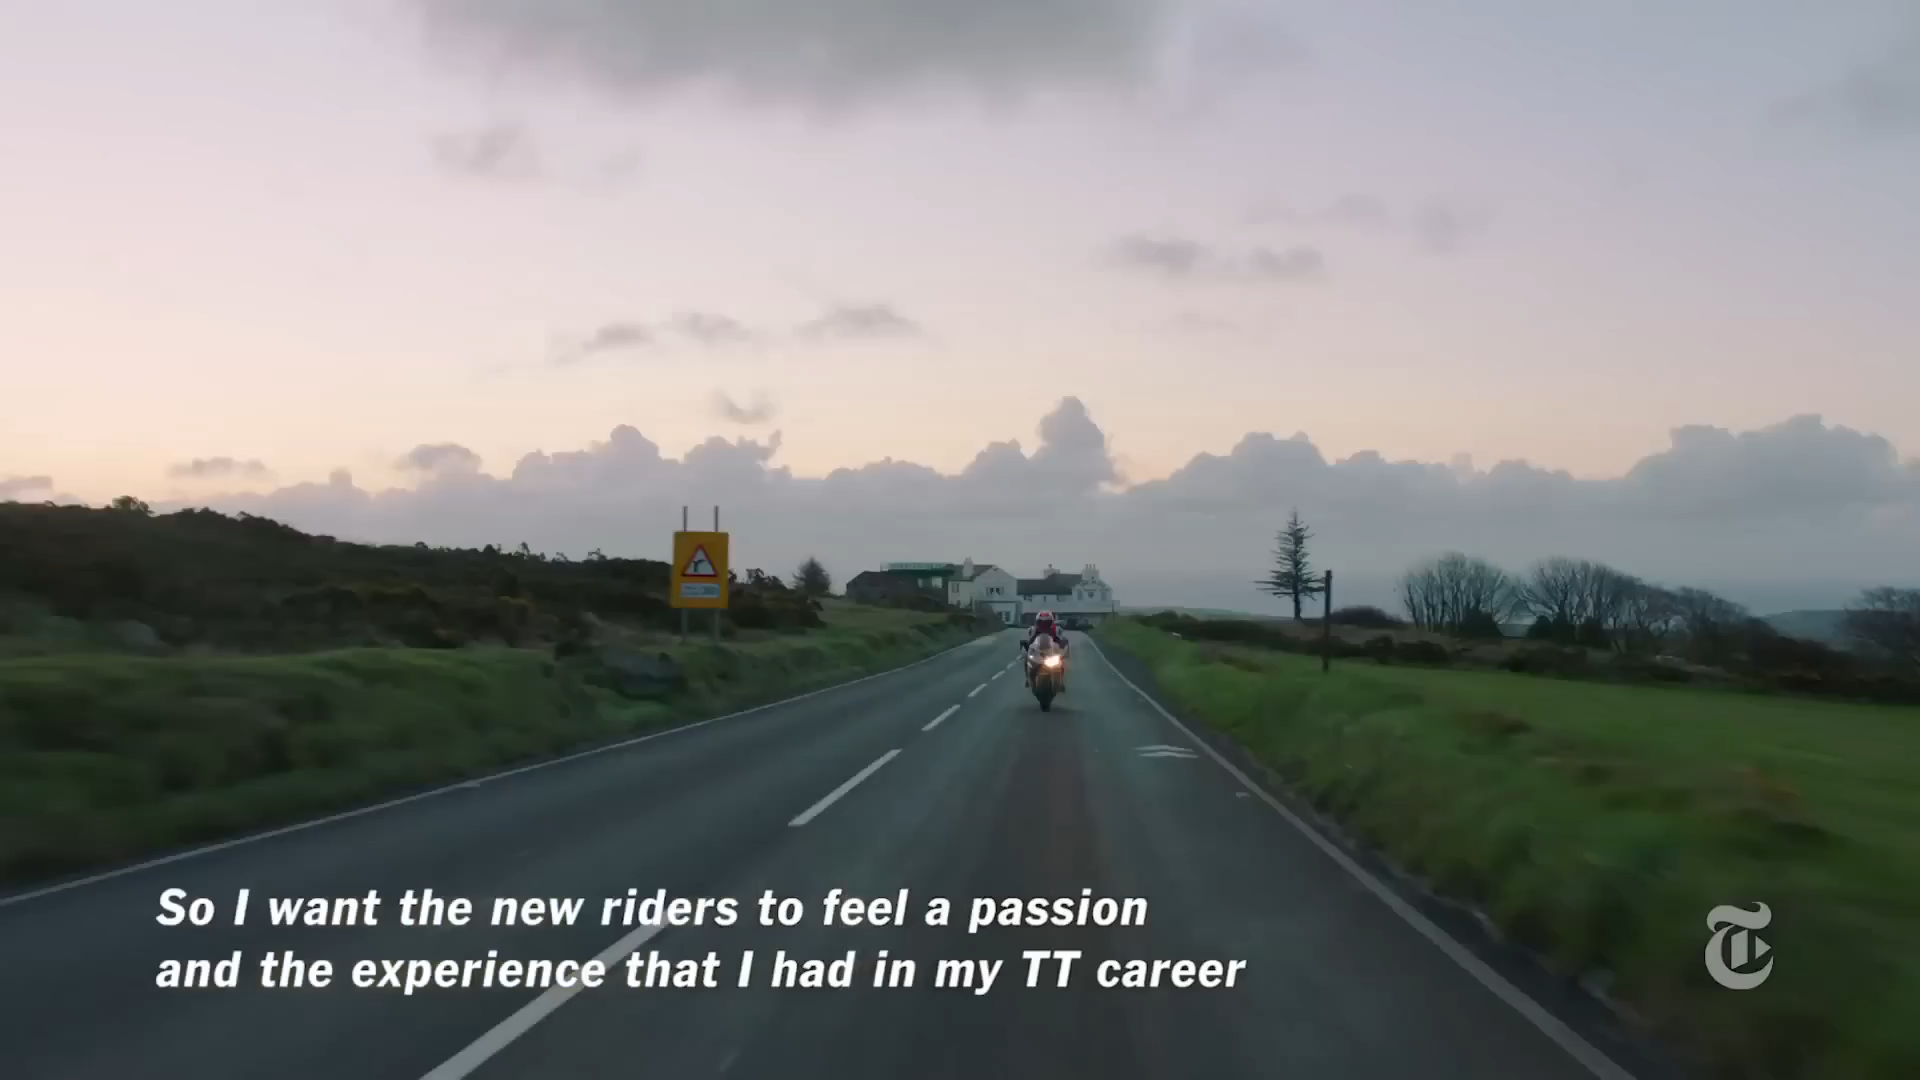 So I want the new riders to feel a passion
and the experience that I had in my TT career